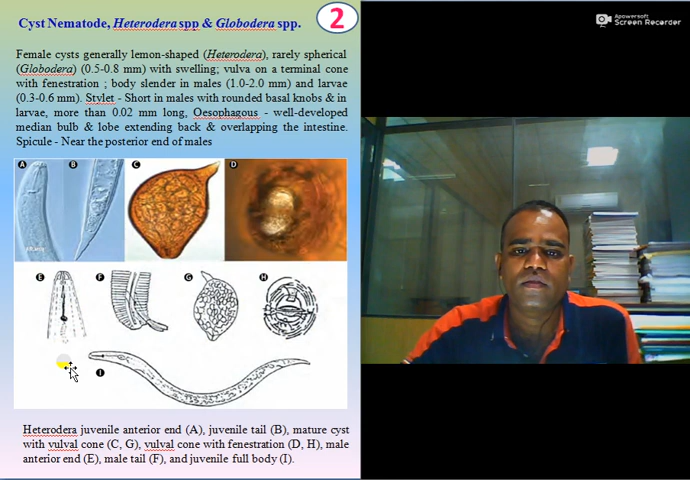 Cyst Nematode, Heterodera spp & Globodera spp.
2
Female cysts generally lemon-shaped (Heterodera), rarely spherical
(Globodera) (0.5-0.8 mm) with swelling; vulva on a terminal cone
with fenestration ; body slender in males (1.0-2.0 mm) and larvae
(0.3-0.6 mm). Stylet - Short in males with rounded basal knobs & in
larvae, more than 0.02 mm long, Oesophagous - well-developed
median bulb & lobe extending back & overlapping the intestine.
Spicule - Near the posterior end of males
A B C D
E F G H
I
Heterodera juvenile anterior end (A), juvenile tail (B), mature cyst
with vulval cone (C, G), vulval cone with fenestration (D, H), male
anterior end (E), male tail (F), and juvenile full body (I).
Apowersoft
Screen Recorder